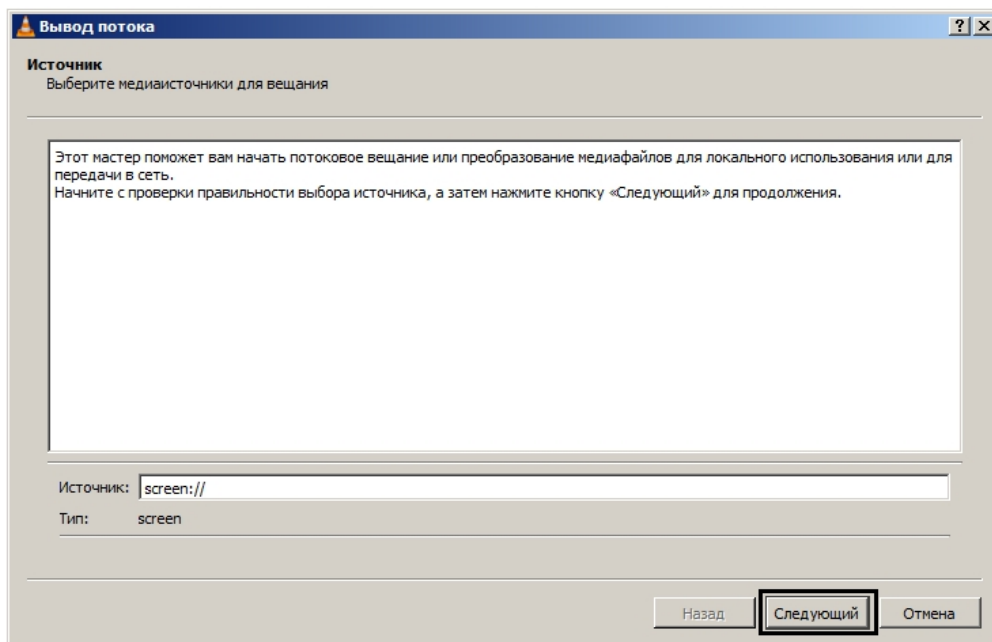 Вывод потока
Источник
Выберите медиаисточники для вещания
Этот мастер поможет вам начать потоковое вещание или преобразование медиафайлов для локального использования или для
передачи в сеть.
Начните с проверки правильности выбора источника, а затем нажмите кнопку «Следующий» для продолжения.
Источник: screen://
Тип: screen
Назад Следующий Отмена